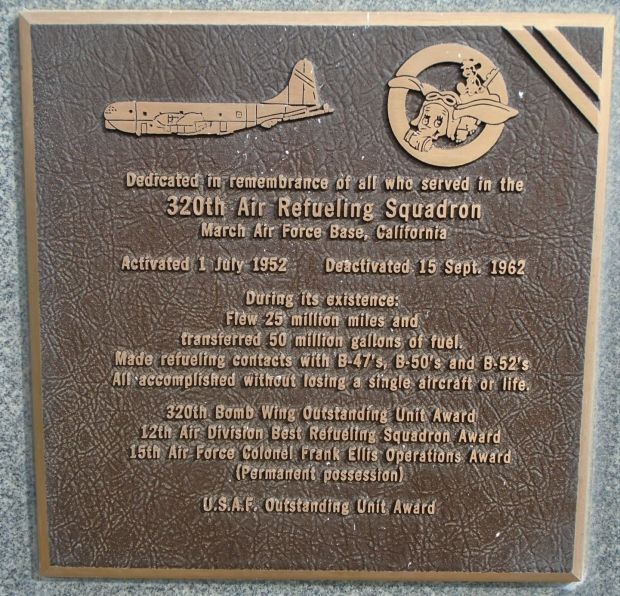 Dedicated in remembrance of all who served in the
320th Air Refueling Squadron
March Air Force Base, California
Activated 1 July 1952 Deactivated 15 Sept. 1962
During its existence:
Flew 25 million miles and
transferred 50 million gallons of fuel.
Made refueling contacts with B-47's, B-50's and B-52's
All accomplished without losing a single aircraft or life.
320th Bomb Wing Outstanding Unit Award
12th Air Division Best Refueling Squadron Award
15th Air Force Colonel Frank Ellis Operations Award
(Permanent possession)
U.S.A.F. Outstanding Unit Award